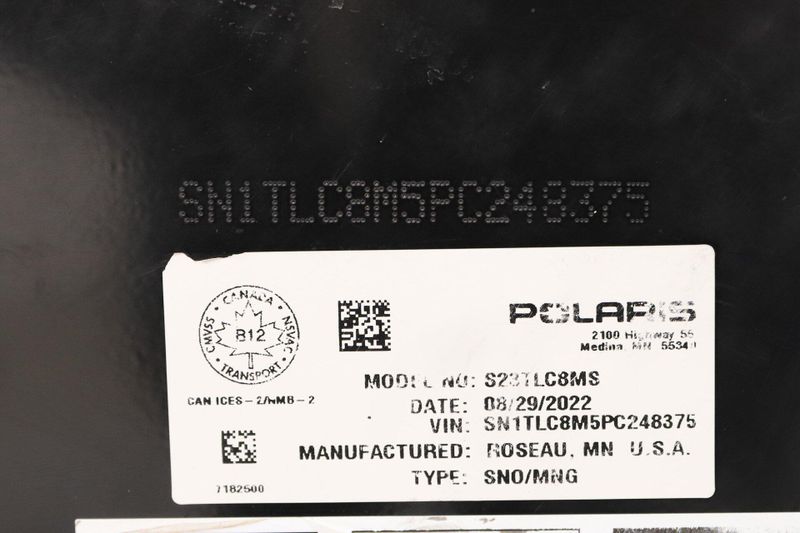 SN1TLC8M5PC248375
CANADA
CMVSS
NSVAC
B12
TRANSPORT
POLARIS
2100 Highway 55
Medina, MN 55340
MODEL NO: S23TLC8MS
CAN ICES-2/NMB-2
DATE: 08/29/2022
VIN: SN1TLC8M5PC248375
MANUFACTURED: ROSEAU, MN U.S.A.
TYPE: SNO/MNG
7182500